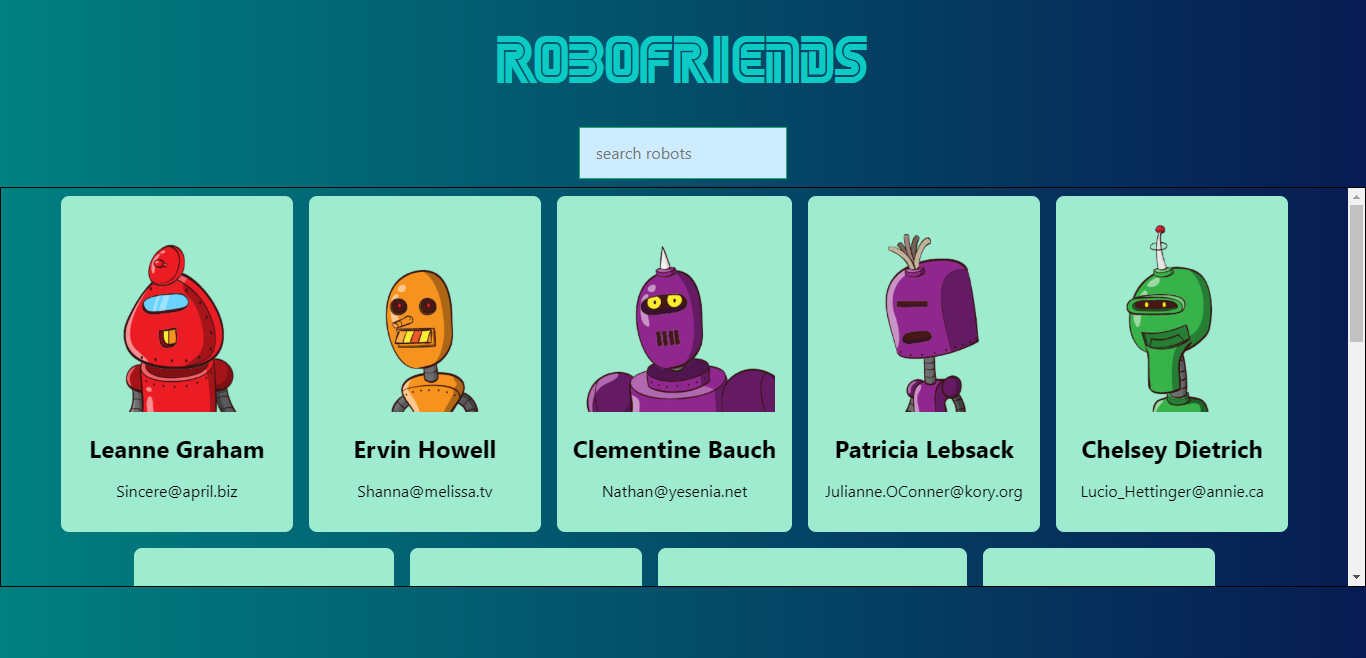 ROBOFRIENDS
search robots
Leanne Graham
Sincere@april.biz
Ervin Howell
Shanna@melissa.tv
Clementine Bauch
Nathan@yesenia.net
Patricia Lebsack
Julianne.OConner@kory.org
Chelsey Dietrich
Lucio_Hettinger@annie.ca